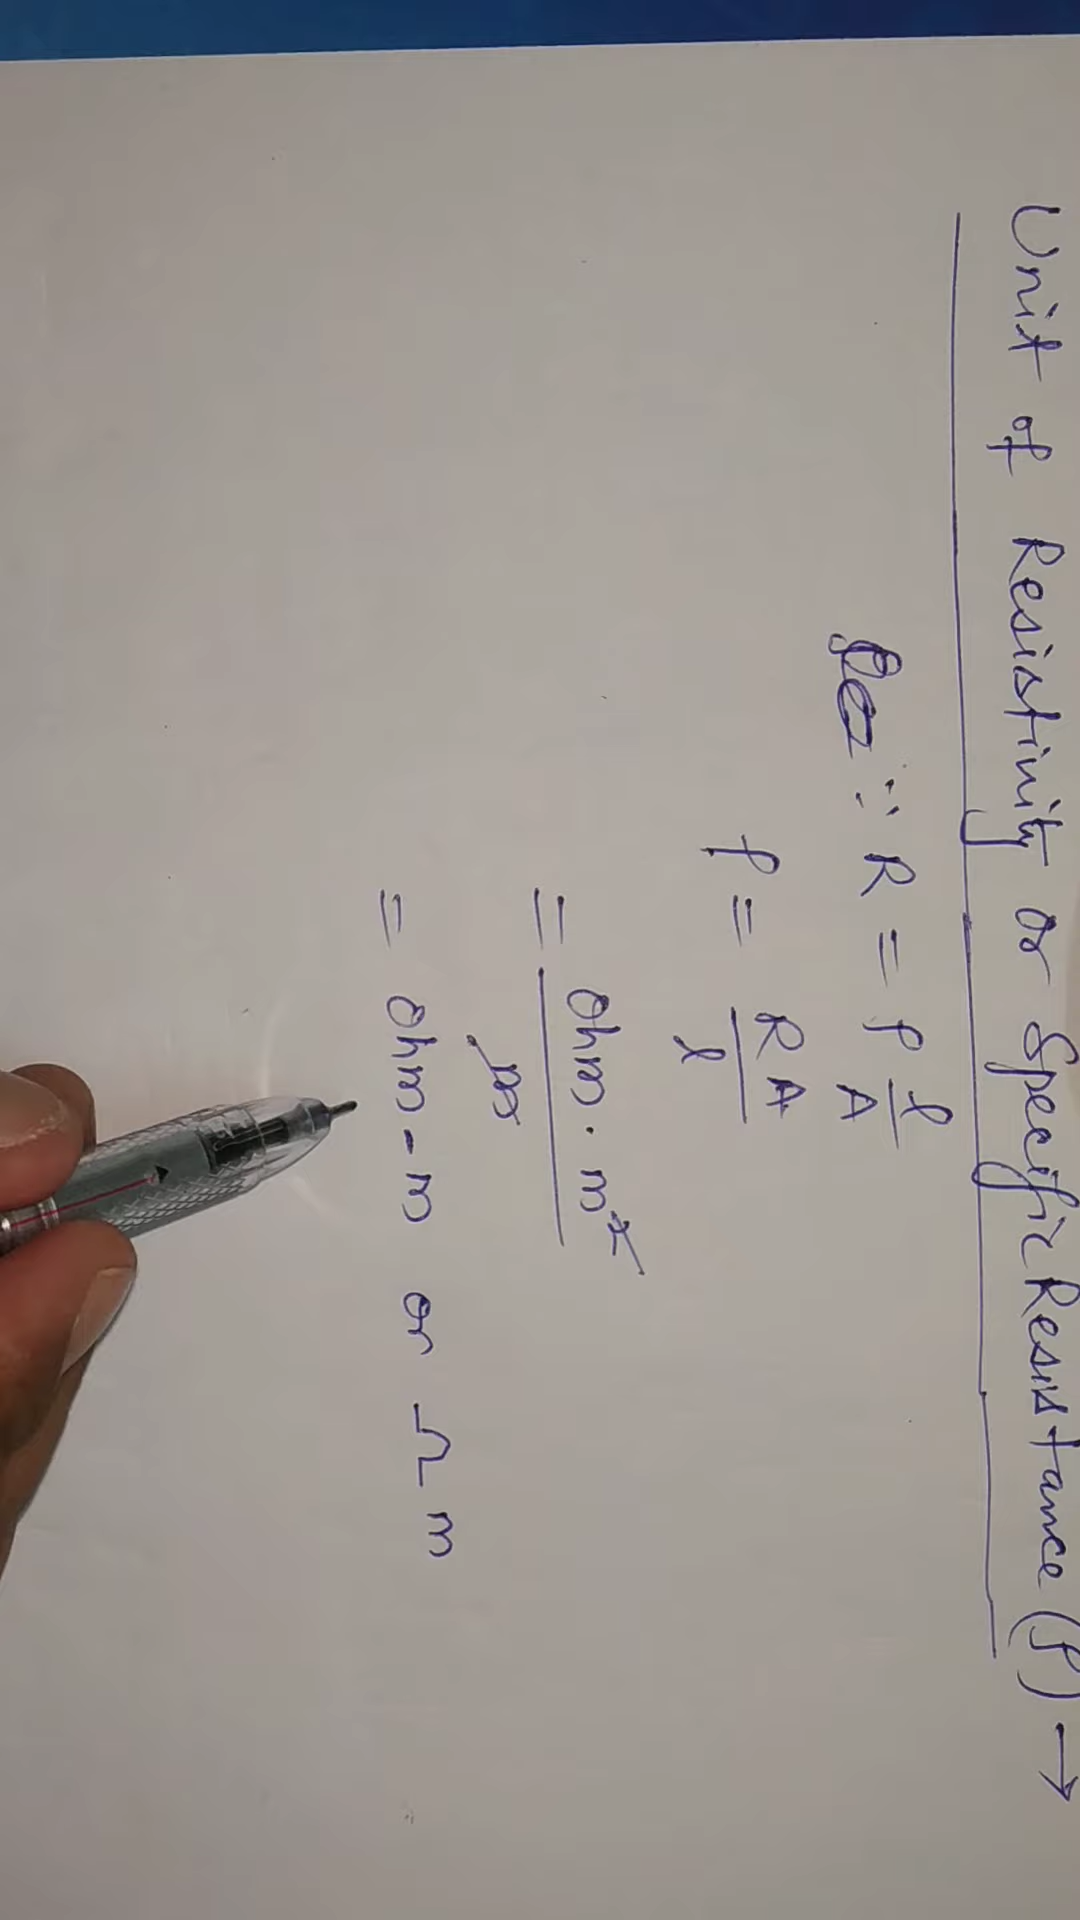 Unit of Resistivity or Specific Resistance (ρ) →
∵ R = ρ l/A
ρ = RA/l
= ohm·m²/m
= ohm-m or Ω m